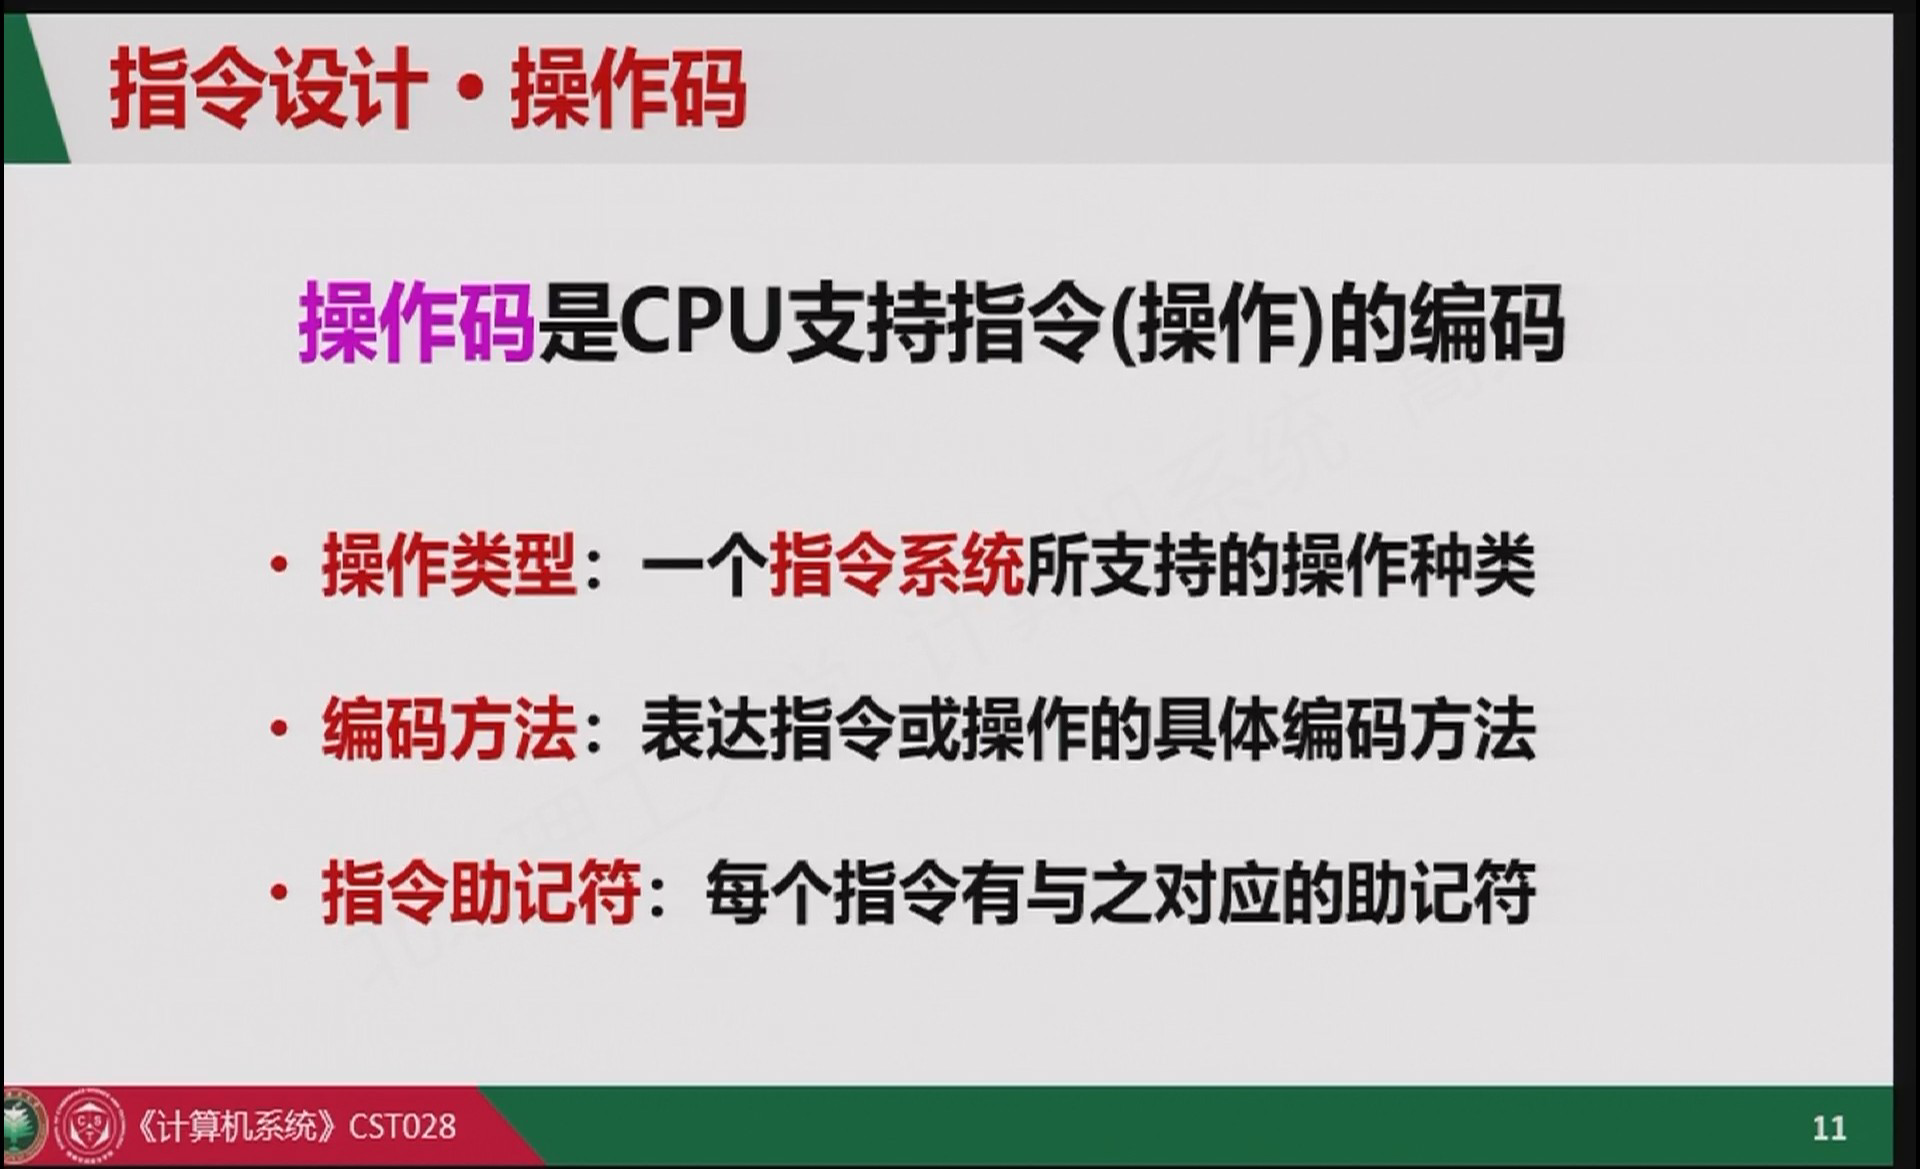 指令设计·操作码
操作码是CPU支持指令(操作)的编码
• 操作类型：一个指令系统所支持的操作种类
• 编码方法：表达指令或操作的具体编码方法
• 指令助记符：每个指令有与之对应的助记符
《计算机系统》CST028
11